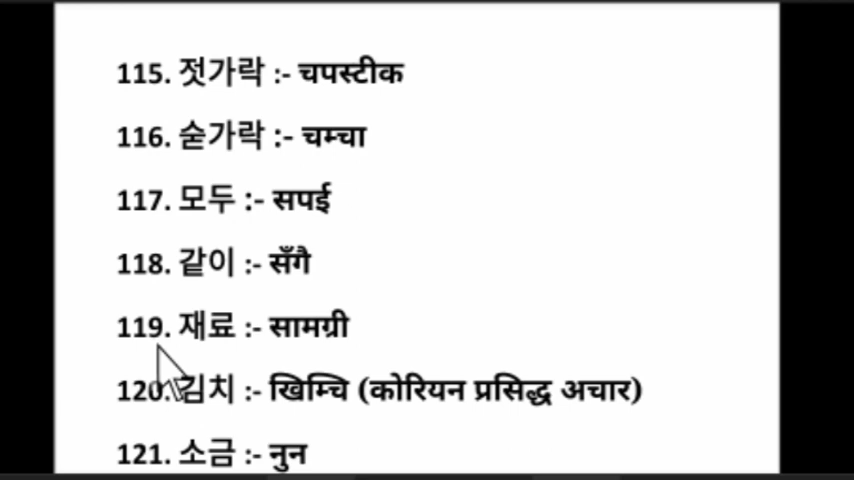 115. 젓가락 :- चपस्टीक
116. 숟가락 :- चम्चा
117. 모두 :- सपई
118. 같이 :- सँगै
119. 재료 :- सामग्री
120. 김치 :- खिम्चि (कोरियन प्रसिद्ध अचार)
121. 소금 :- नुन